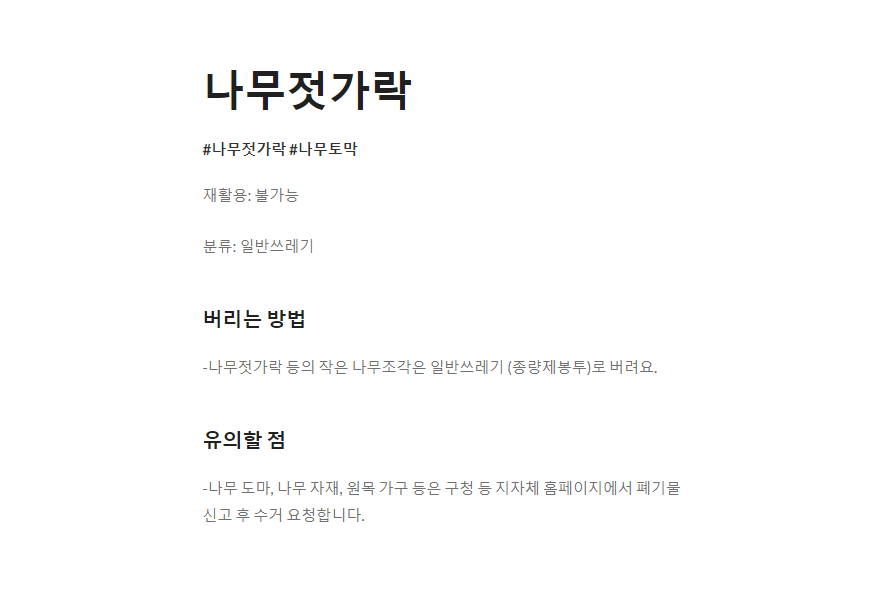 나무젓가락
#나무젓가락 #나무토막
재활용: 불가능
분류: 일반쓰레기
버리는 방법
-나무젓가락 등의 작은 나무조각은 일반쓰레기 (종량제봉투)로 버려요.
유의할 점
-나무 도마, 나무 자재, 원목 가구 등은 구청 등 지자체 홈페이지에서 폐기물
신고 후 수거 요청합니다.